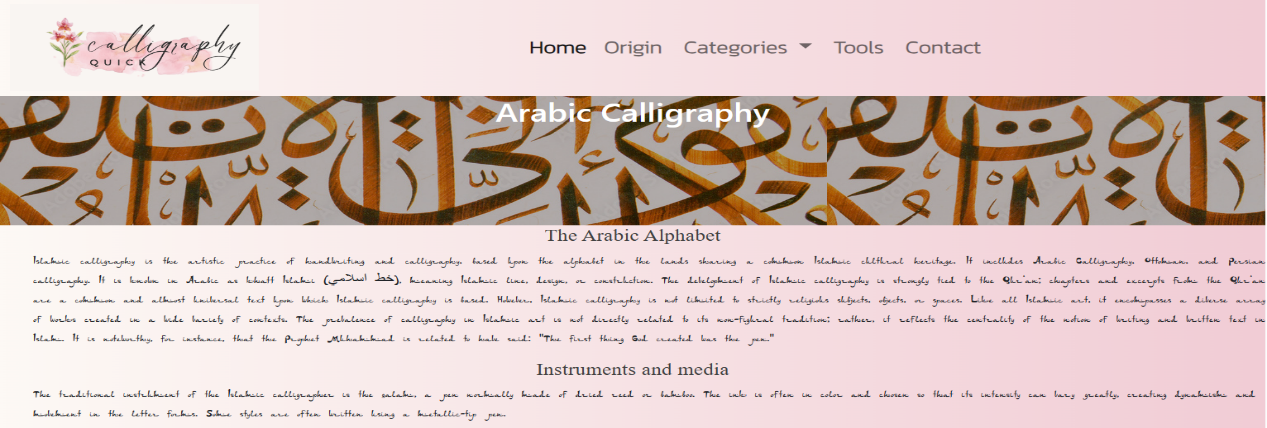 calligraphy
QUICK
Home Origin Categories Tools Contact
Arabic Calligraphy
The Arabic Alphabet
Islamic calligraphy is the artistic practice of handwriting and calligraphy, based upon the alphabet in the lands sharing a common Islamic cultural heritage. It includes Arabic Calligraphy, Ottoman, and Persian
calligraphy. It is known in Arabic as khatt Islami (خط اسلامي), meaning Islamic line, design, or construction. The development of Islamic calligraphy is strongly tied to the Qur'an; chapters and excerpts from the Qur'an
are a common and almost universal text upon which Islamic calligraphy is based. However, Islamic calligraphy is not limited to strictly religious subjects, objects, or spaces. Like all Islamic art, it encompasses a diverse array
of works created in a wide variety of contexts. The prevalence of calligraphy in Islamic art is not directly related to its non-figural tradition; rather, it reflects the centrality of the notion of writing and written text in
Islam. It is noteworthy, for instance, that the Prophet Muhammad is related to have said: "The first thing God created was the pen."
Instruments and media
The traditional instrument of the Islamic calligrapher is the qalam, a pen normally made of dried reed or bamboo. The ink is often in color and chosen so that its intensity can vary greatly, creating dynamism and
movement in the letter forms. Some styles are often written using a metallic-tip pen.